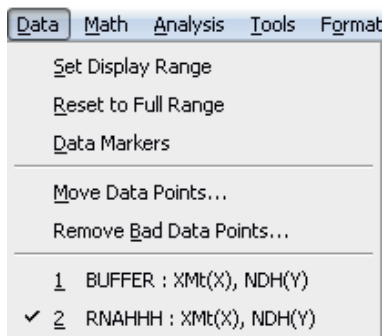 Data Math Analysis Tools Format
Set Display Range
Reset to Full Range
Data Markers
Move Data Points...
Remove Bad Data Points...
1 BUFFER : XMt(X), NDH(Y)
✓ 2 RNAHHH : XMt(X), NDH(Y)